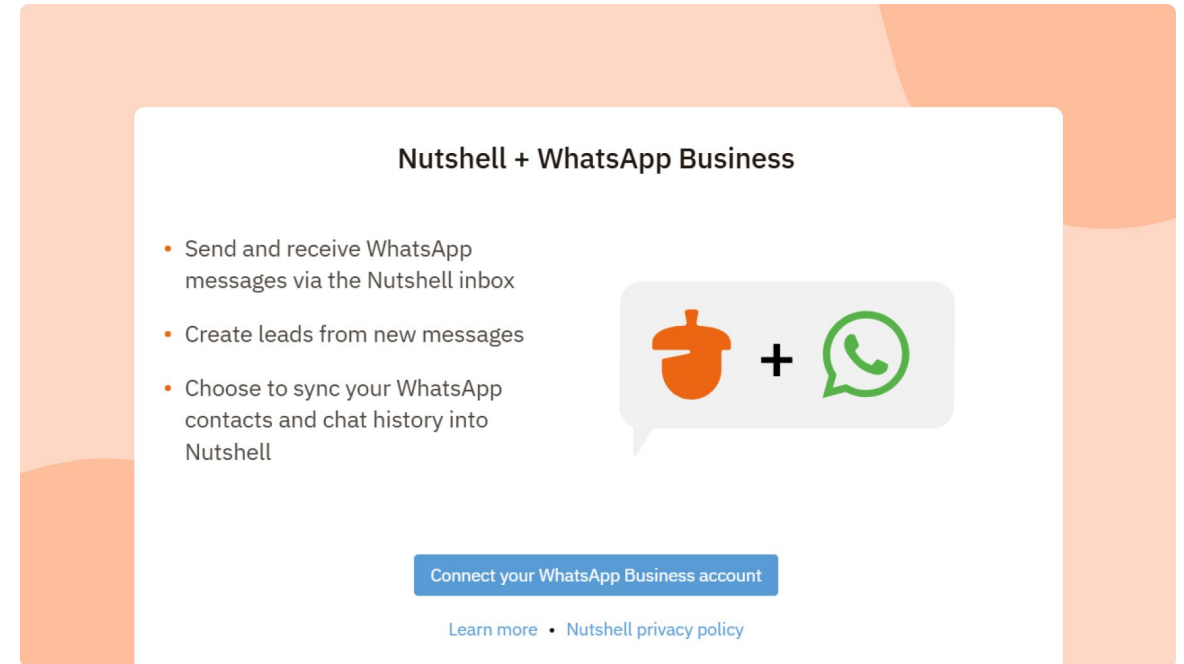 Nutshell + WhatsApp Business
• Send and receive WhatsApp
messages via the Nutshell inbox
• Create leads from new messages
• Choose to sync your WhatsApp
contacts and chat history into
Nutshell
+
Connect your WhatsApp Business account
Learn more • Nutshell privacy policy